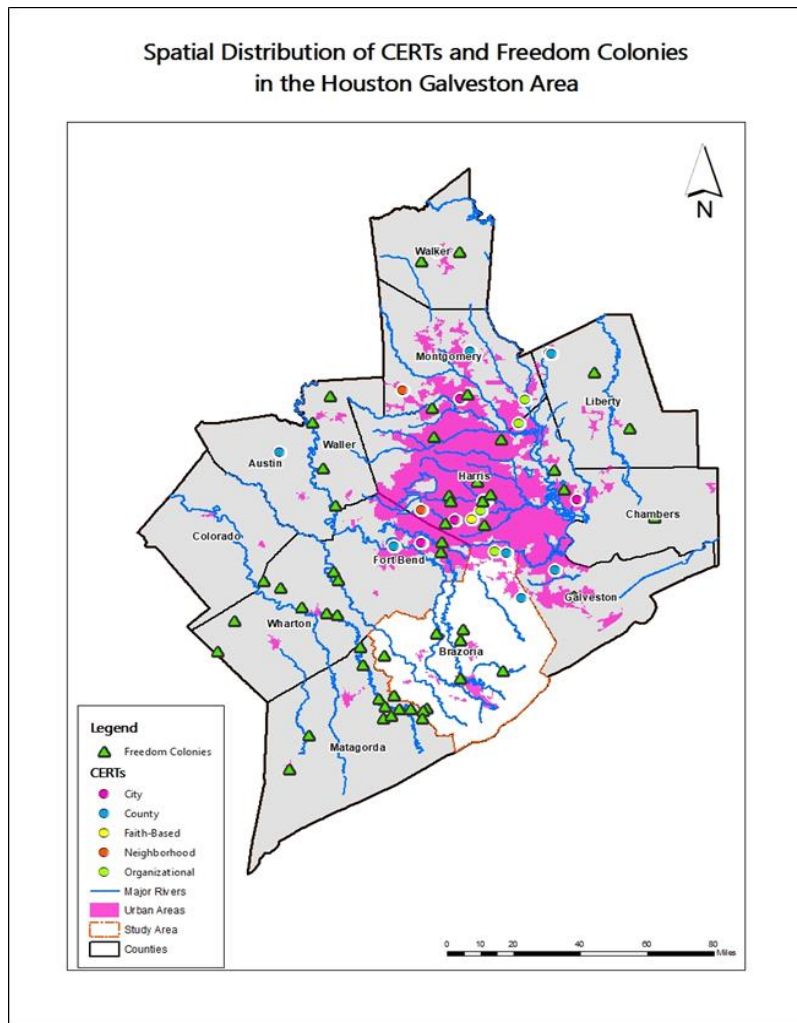 Spatial Distribution of CERTs and Freedom Colonies
in the Houston Galveston Area
N
Walker
Montgomery
Liberty
Waller
Austin
Harris
Chambers
Colorado
Fort Bend
Galveston
Wharton
Brazoria
Matagorda
Legend
Freedom Colonies
CERTs
City
County
Faith-Based
Neighborhood
Organizational
Major Rivers
Urban Areas
Study Area
Counties
0 10 20 40 60 80
Miles